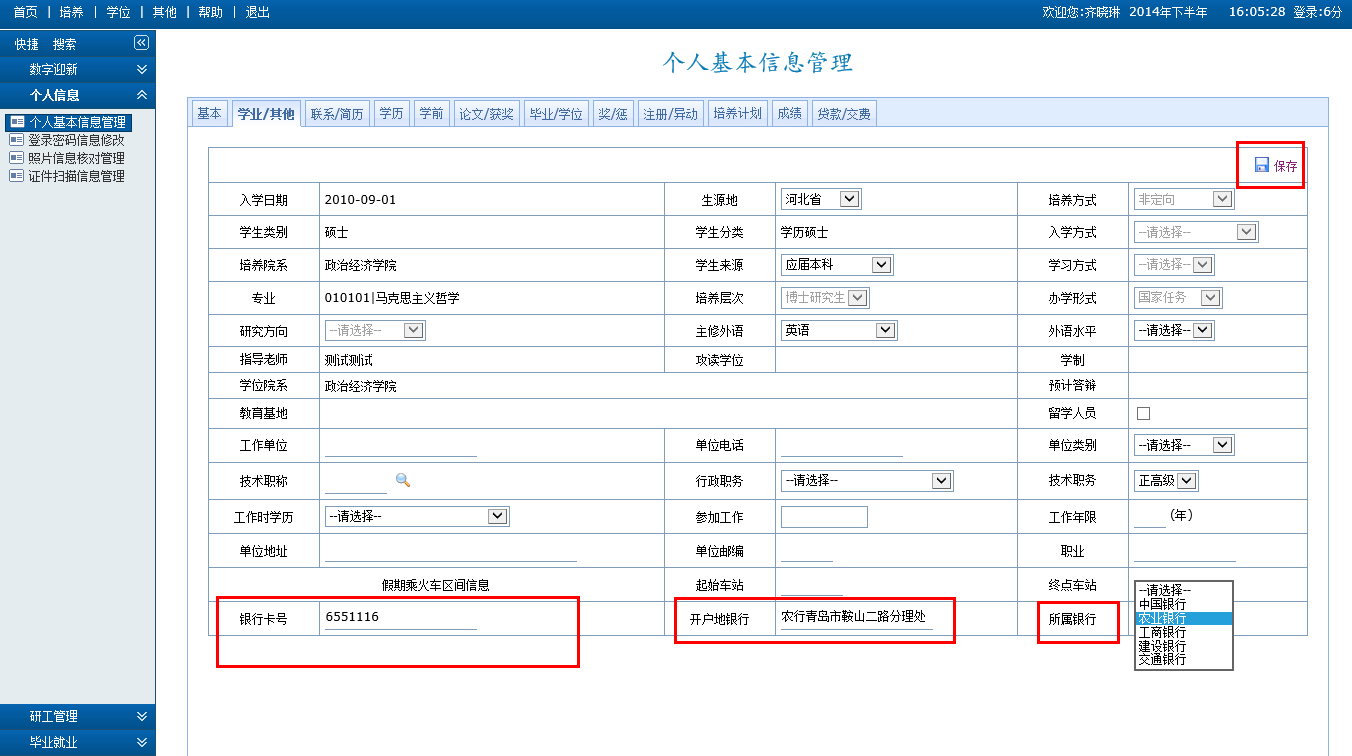 首页 | 培养 | 学位 | 其他 | 帮助 | 退出
欢迎您:齐晓琳 2014年下半年 16:05:28 登录:6分
快捷 搜索
数字迎新
个人信息
个人基本信息管理
登录密码信息修改
照片信息核对管理
证件扫描信息管理
研工管理
毕业就业
个人基本信息管理
基本 学业/其他 联系/简历 学历 学前 论文/获奖 毕业/学位 奖/惩 注册/异动 培养计划 成绩 贷款/交费
保存
入学日期 2010-09-01 生源地 河北省 培养方式 非定向
学生类别 硕士 学生分类 学历硕士 入学方式 --请选择--
培养院系 政治经济学院 学生来源 应届本科 学习方式 --请选择--
专业 010101|马克思主义哲学 培养层次 博士研究生 办学形式 国家任务
研究方向 --请选择-- 主修外语 英语 外语水平 --请选择--
指导老师 测试测试 攻读学位 学制
学位院系 政治经济学院 预计答辩
教育基地 留学人员
工作单位 单位电话 单位类别 --请选择--
技术职称 行政职务 --请选择-- 技术职务 正高级
工作时学历 --请选择-- 参加工作 工作年限 (年)
单位地址 单位邮编 职业
假期乘火车区间信息 起始车站 终点车站
银行卡号 6551116 开户地银行 农行青岛市鞍山二路分理处 所属银行
--请选择--
中国银行
农业银行
工商银行
建设银行
交通银行